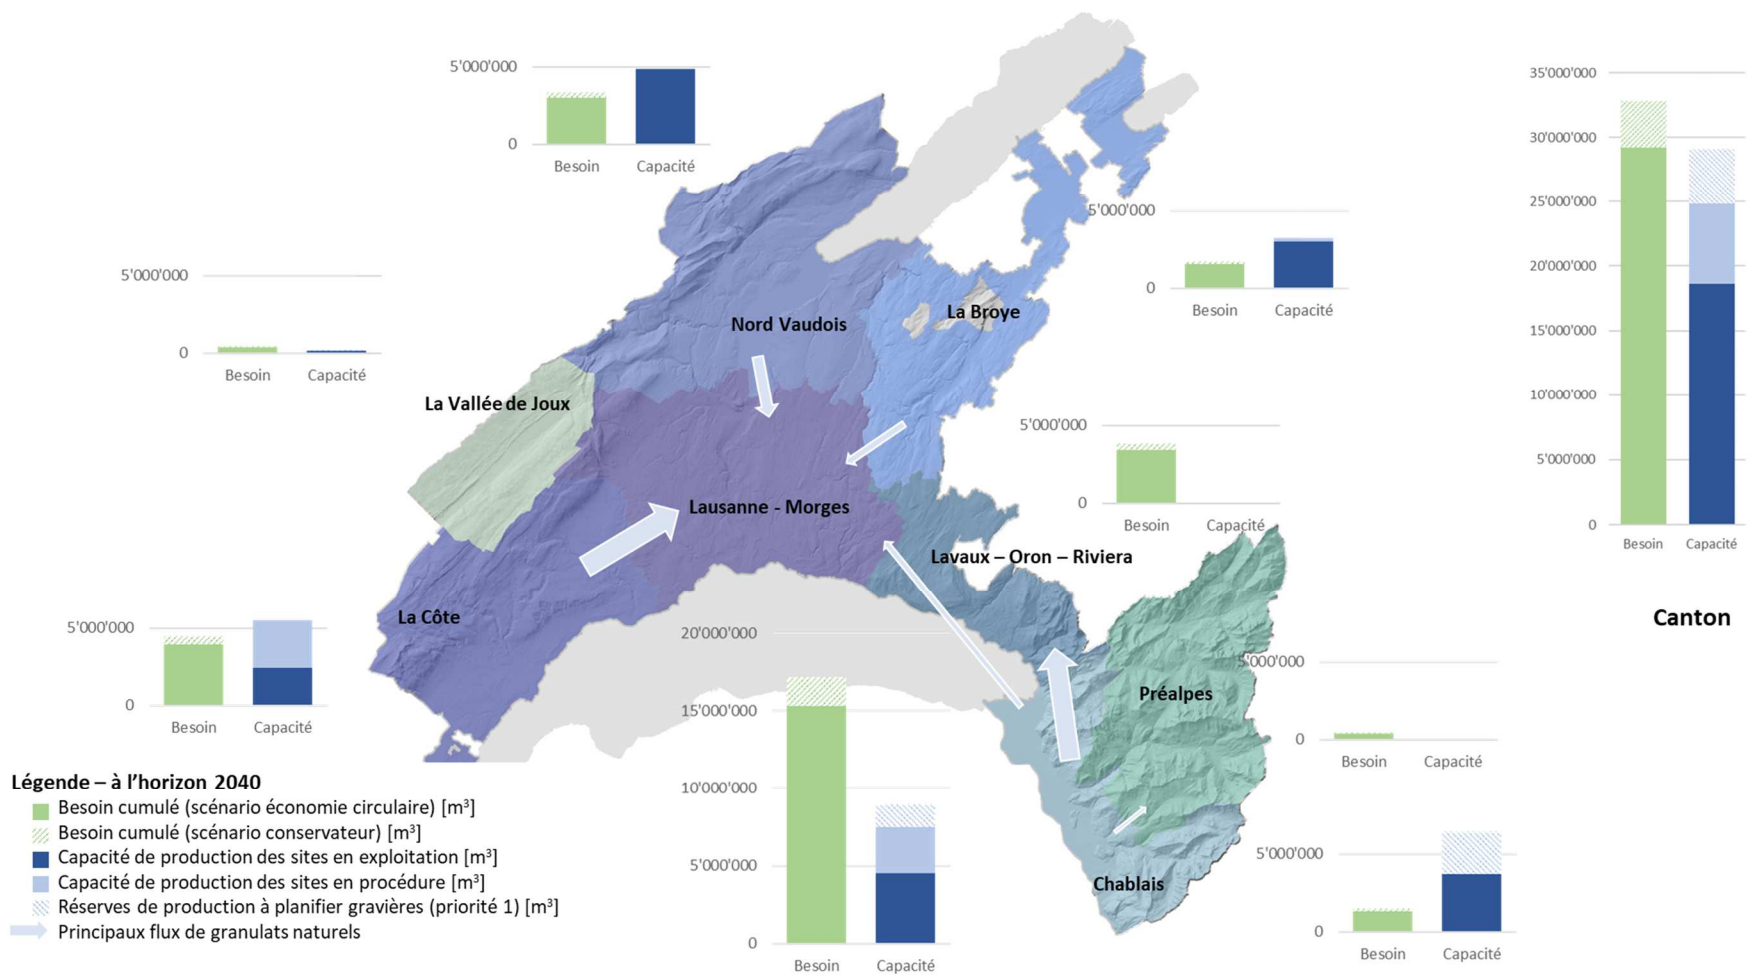 5'000'000
0
Besoin Capacité
5'000'000
0
Besoin Capacité
5'000'000
0
Besoin Capacité
5'000'000
0
Besoin Capacité
5'000'000
0
Besoin Capacité
20'000'000
15'000'000
10'000'000
5'000'000
0
Besoin Capacité
5'000'000
0
Besoin Capacité
5'000'000
0
Besoin Capacité
35'000'000
30'000'000
25'000'000
20'000'000
15'000'000
10'000'000
5'000'000
0
Besoin Capacité
Canton
Nord Vaudois
La Broye
La Vallée de Joux
Lausanne - Morges
Lavaux – Oron – Riviera
La Côte
Préalpes
Chablais
Légende – à l'horizon 2040
Besoin cumulé (scénario économie circulaire) [m³]
Besoin cumulé (scénario conservateur) [m³]
Capacité de production des sites en exploitation [m³]
Capacité de production des sites en procédure [m³]
Réserves de production à planifier gravières (priorité 1) [m³]
Principaux flux de granulats naturels